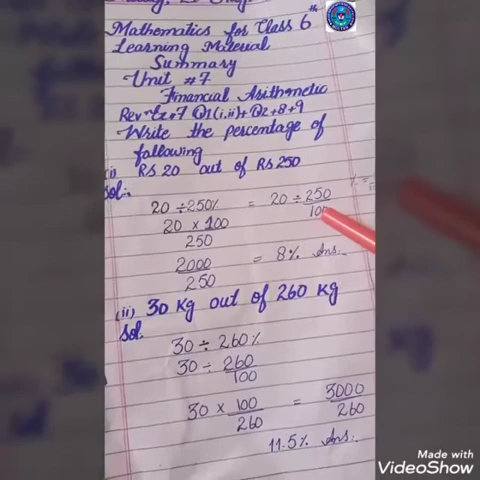 Mathematics for Class 6th
Learning Material
Summary
Unit #7
Financial Arithmetic
Rev-Ex#7 Q1(i,ii)+Q2+8+9
Write the percentage of
following
(i) RS 20 out of RS 250
Sol:-
20 ÷ 250% = 20 ÷ 250/100
20 × 100/250
2000/250 = 8% Ans.
(ii) 30 Kg out of 260 kg
Sol.
30 ÷ 260%
30 ÷ 260/100
30 × 100/260 = 3000/260
11.5% Ans.
Made with
VideoShow